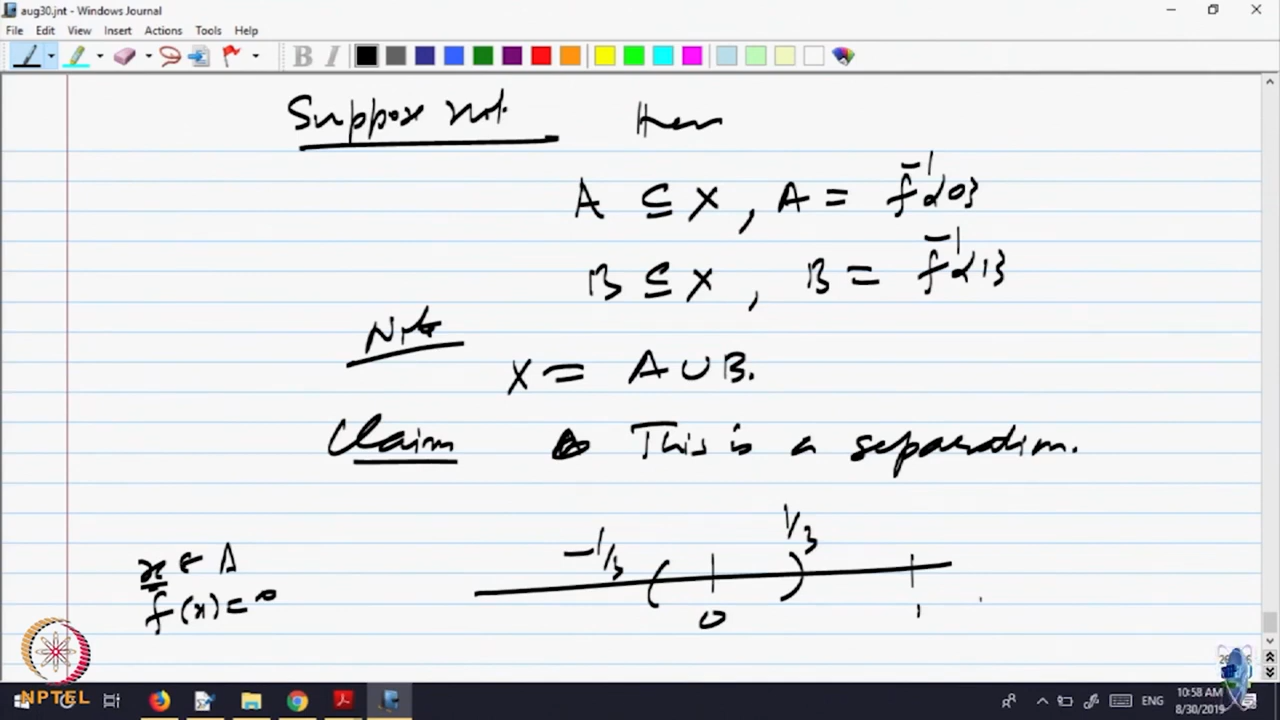 aug30.jnt - Windows Journal
File Edit View Insert Actions Tools Help
B I
Suppose not. then
A ⊆ X, A = f⁻¹{0}
B ⊆ X, B = f⁻¹{1}
Note
X = A ∪ B.
Claim This is a separation.
-1/3 1/3
x ∈ A
f(x) = 0
0 1
NPTEL
ENG
10:58 AM
8/30/2019